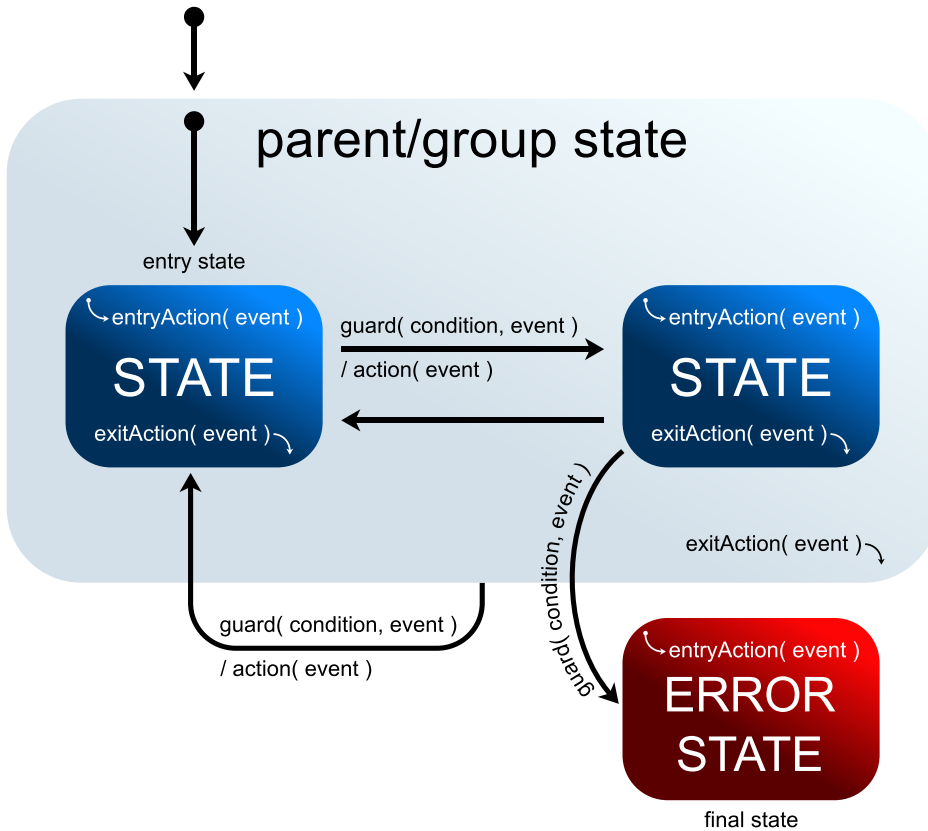 parent/group state
entry state
entryAction( event )
STATE
exitAction( event )
guard( condition, event )
/ action( event )
entryAction( event )
STATE
exitAction( event )
guard( condition, event )
exitAction( event )
guard( condition, event )
/ action( event )
entryAction( event )
ERROR
STATE
final state